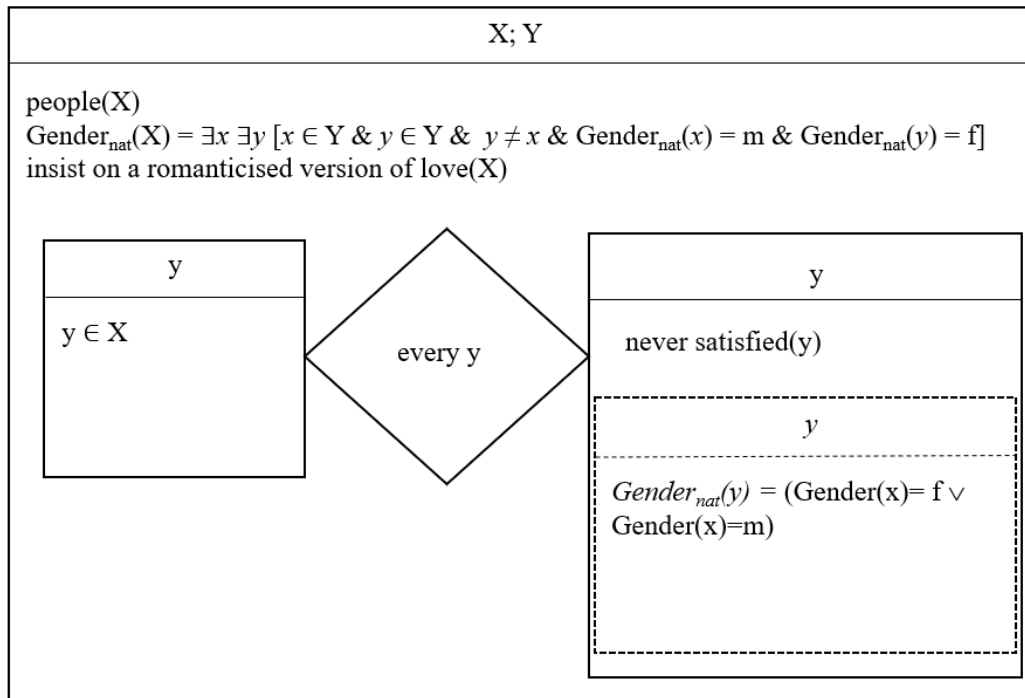 X; Y
people(X)
Gender_nat(X) = ∃x ∃y [x ∈ Y & y ∈ Y & y ≠ x & Gender_nat(x) = m & Gender_nat(y) = f]
insist on a romanticised version of love(X)
y
y ∈ X
every y
y
never satisfied(y)
y
Gender_nat(y) = (Gender(x)= f ∨
Gender(x)=m)